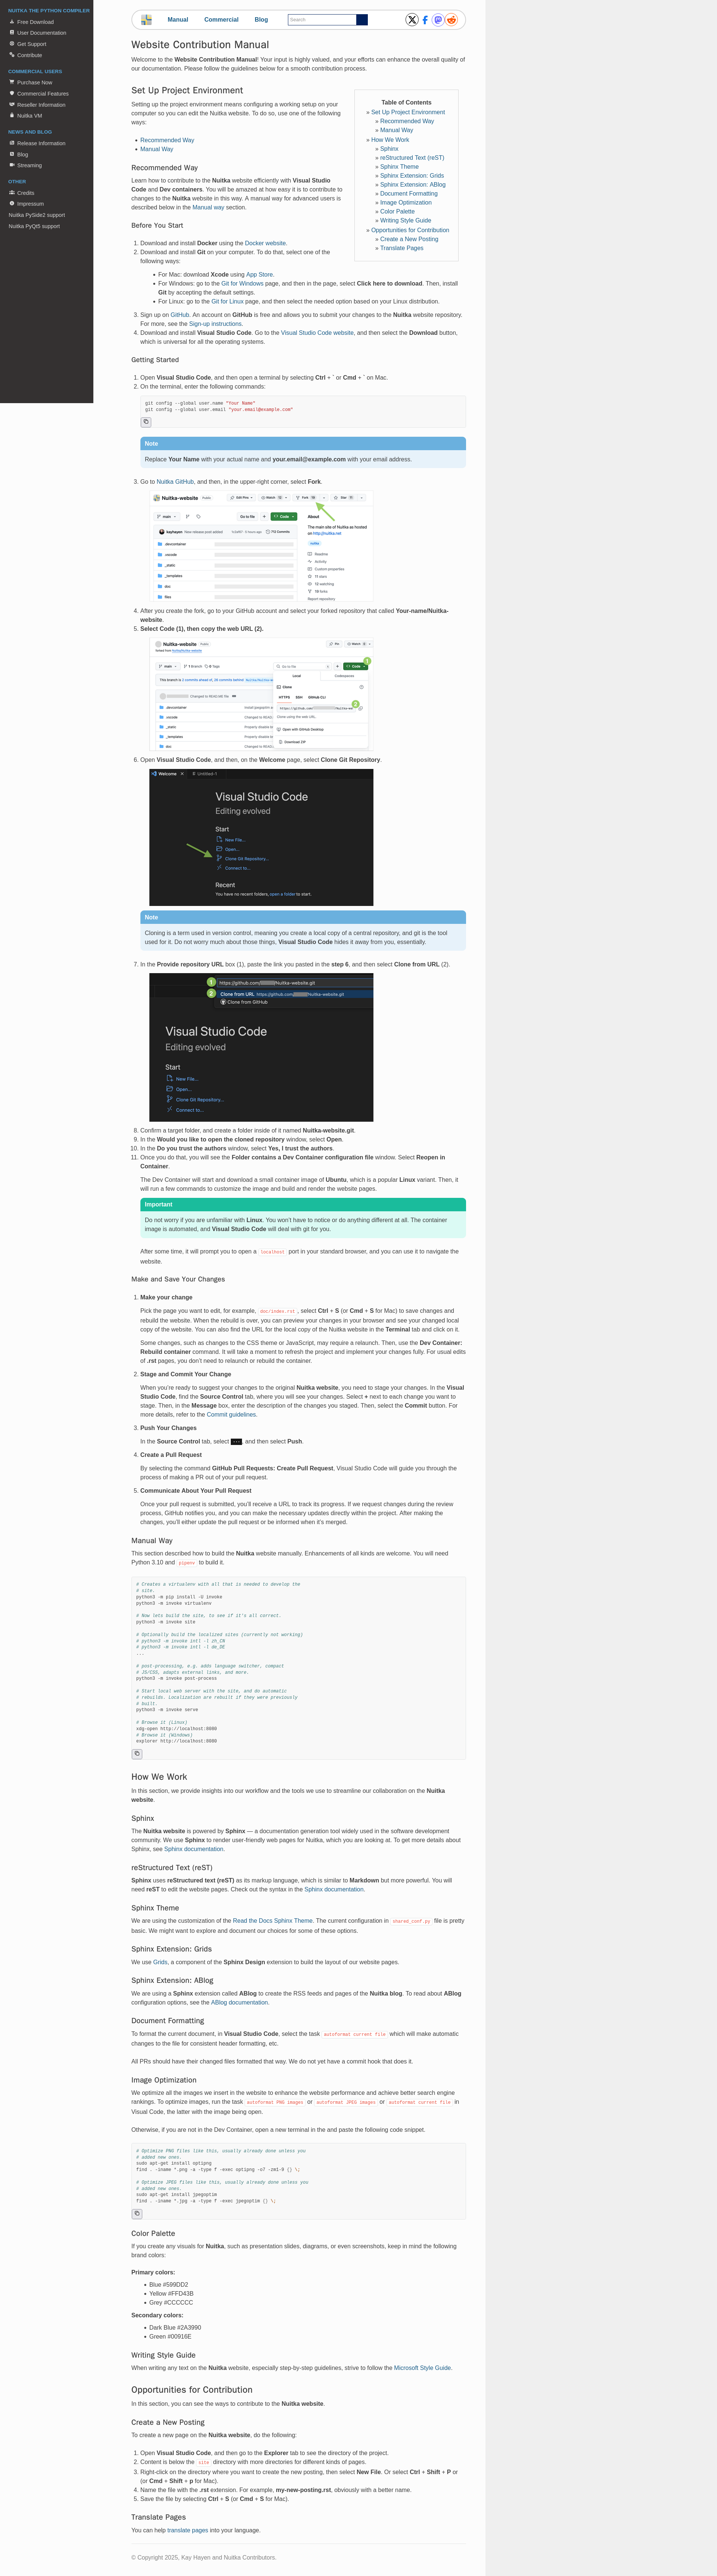 NUITKA THE PYTHON COMPILER
Free Download
User Documentation
Get Support
Contribute
COMMERCIAL USERS
Purchase Now
Commercial Features
Reseller Information
Nuitka VM
NEWS AND BLOG
Release Information
Blog
Streaming
OTHER
Credits
Impressum
Nuitka PySide2 support
Nuitka PyQt5 support
Manual Commercial Blog Search
Website Contribution Manual
Welcome to the Website Contribution Manual! Your input is highly valued, and your efforts can enhance the overall quality of
our documentation. Please follow the guidelines below for a smooth contribution process.
Set Up Project Environment
Setting up the project environment means configuring a working setup on your
computer so you can edit the Nuitka website. To do so, use one of the following
ways:
Recommended Way
Manual Way
Table of Contents
» Set Up Project Environment
» Recommended Way
» Manual Way
» How We Work
» Sphinx
» reStructured Text (reST)
» Sphinx Theme
» Sphinx Extension: Grids
» Sphinx Extension: ABlog
» Document Formatting
» Image Optimization
» Color Palette
» Writing Style Guide
» Opportunities for Contribution
» Create a New Posting
» Translate Pages
Recommended Way
Learn how to contribute to the Nuitka website efficiently with Visual Studio
Code and Dev containers. You will be amazed at how easy it is to contribute to
changes to the Nuitka website in this way. A manual way for advanced users is
described below in the Manual way section.
Before You Start
1. Download and install Docker using the Docker website.
2. Download and install Git on your computer. To do that, select one of the
following ways:
For Mac: download Xcode using App Store.
For Windows: go to the Git for Windows page, and then in the page, select Click here to download. Then, install
Git by accepting the default settings.
For Linux: go to the Git for Linux page, and then select the needed option based on your Linux distribution.
3. Sign up on GitHub. An account on GitHub is free and allows you to submit your changes to the Nuitka website repository.
For more, see the Sign-up instructions.
4. Download and install Visual Studio Code. Go to the Visual Studio Code website, and then select the Download button,
which is universal for all the operating systems.
Getting Started
1. Open Visual Studio Code, and then open a terminal by selecting Ctrl + ` or Cmd + ` on Mac.
2. On the terminal, enter the following commands:
git config --global user.name "Your Name"
git config --global user.email "your.email@example.com"
Note
Replace Your Name with your actual name and your.email@example.com with your email address.
3. Go to Nuitka GitHub, and then, in the upper-right corner, select Fork.
Nuitka-website
main
Go to file
Code
About
The main site of Nuitka as hosted
on http://nuitka.net
nuitka
Readme
Activity
Custom properties
Report repository
.devcontainer
.vscode
_static
_templates
doc
files
4. After you create the fork, go to your GitHub account and select your forked repository that called Your-name/Nuitka-
website.
5. Select Code (1), then copy the web URL (2).
Nuitka-website
main
Go to file
Code
1
Local
Codespaces
Clone
HTTPS SSH GitHub CLI
2
Clone using the web URL.
Open with GitHub Desktop
Download ZIP
.devcontainer
.vscode
_static
_templates
doc
6. Open Visual Studio Code, and then, on the Welcome page, select Clone Git Repository.
Welcome
Untitled-1
Visual Studio Code
Editing evolved
Start
New File...
Open...
Clone Git Repository...
Connect to...
Recent
You have no recent folders, open a folder to start.
Note
Cloning is a term used in version control, meaning you create a local copy of a central repository, and git is the tool
used for it. Do not worry much about those things, Visual Studio Code hides it away from you, essentially.
7. In the Provide repository URL box (1), paste the link you pasted in the step 6, and then select Clone from URL (2).
1
https://github.com/ /Nuitka-website.git
2
Clone from URL https://github.com/ /Nuitka-website.git
Clone from GitHub
Visual Studio Code
Editing evolved
Start
New File...
Open...
Clone Git Repository...
Connect to...
8. Confirm a target folder, and create a folder inside of it named Nuitka-website.git.
9. In the Would you like to open the cloned repository window, select Open.
10. In the Do you trust the authors window, select Yes, I trust the authors.
11. Once you do that, you will see the Folder contains a Dev Container configuration file window. Select Reopen in
Container.
The Dev Container will start and download a small container image of Ubuntu, which is a popular Linux variant. Then, it
will run a few commands to customize the image and build and render the website pages.
Important
Do not worry if you are unfamiliar with Linux. You won't have to notice or do anything different at all. The container
image is automated, and Visual Studio Code will deal with git for you.
After some time, it will prompt you to open a localhost port in your standard browser, and you can use it to navigate the
website.
Make and Save Your Changes
1. Make your change
Pick the page you want to edit, for example, doc/index.rst, select Ctrl + S (or Cmd + S for Mac) to save changes and
rebuild the website. When the rebuild is over, you can preview your changes in your browser and see your changed local
copy of the website. You can also find the URL for the local copy of the Nuitka website in the Terminal tab and click on it.
Some changes, such as changes to the CSS theme or JavaScript, may require a relaunch. Then, use the Dev Container:
Rebuild container command. It will take a moment to refresh the project and implement your changes fully. For usual edits
of .rst pages, you don't need to relaunch or rebuild the container.
2. Stage and Commit Your Change
When you're ready to suggest your changes to the original Nuitka website, you need to stage your changes. In the Visual
Studio Code, find the Source Control tab, where you will see your changes. Select + next to each change you want to
stage. Then, in the Message box, enter the description of the changes you staged. Then, select the Commit button. For
more details, refer to the Commit guidelines.
3. Push Your Changes
In the Source Control tab, select ..., and then select Push.
4. Create a Pull Request
By selecting the command GitHub Pull Requests: Create Pull Request, Visual Studio Code will guide you through the
process of making a PR out of your pull request.
5. Communicate About Your Pull Request
Once your pull request is submitted, you'll receive a URL to track its progress. If we request changes during the review
process, GitHub notifies you, and you can make the necessary updates directly within the project. After making the
changes, you'll either update the pull request or be informed when it's merged.
Manual Way
This section described how to build the Nuitka website manually. Enhancements of all kinds are welcome. You will need
Python 3.10 and pipenv to build it.
# Creates a virtualenv with all that is needed to develop the
# site.
python3 -m pip install -U invoke
python3 -m invoke virtualenv
# Now lets build the site, to see if it's all correct.
python3 -m invoke site
# Optionally build the localized sites (currently not working)
# python3 -m invoke intl -l zh_CN
# python3 -m invoke intl -l de_DE
...
# post-processing, e.g. adds language switcher, compact
# JS/CSS, adapts external links, and more.
python3 -m invoke post-process
# Start local web server with the site, and do automatic
# rebuilds. Localization are rebuilt if they were previously
# built.
python3 -m invoke serve
# Browse it (Linux)
xdg-open http://localhost:8080
# Browse it (Windows)
explorer http://localhost:8080
How We Work
In this section, we provide insights into our workflow and the tools we use to streamline our collaboration on the Nuitka
website.
Sphinx
The Nuitka website is powered by Sphinx — a documentation generation tool widely used in the software development
community. We use Sphinx to render user-friendly web pages for Nuitka, which you are looking at. To get more details about
Sphinx, see Sphinx documentation.
reStructured Text (reST)
Sphinx uses reStructured text (reST) as its markup language, which is similar to Markdown but more powerful. You will
need reST to edit the website pages. Check out the syntax in the Sphinx documentation.
Sphinx Theme
We are using the customization of the Read the Docs Sphinx Theme. The current configuration in shared_conf.py file is pretty
basic. We might want to explore and document our choices for some of these options.
Sphinx Extension: Grids
We use Grids, a component of the Sphinx Design extension to build the layout of our website pages.
Sphinx Extension: ABlog
We are using a Sphinx extension called ABlog to create the RSS feeds and pages of the Nuitka blog. To read about ABlog
configuration options, see the ABlog documentation.
Document Formatting
To format the current document, in Visual Studio Code, select the task autoformat current file which will make automatic
changes to the file for consistent header formatting, etc.
All PRs should have their changed files formatted that way. We do not yet have a commit hook that does it.
Image Optimization
We optimize all the images we insert in the website to enhance the website performance and achieve better search engine
rankings. To optimize images, run the task autoformat PNG images or autoformat JPEG images or autoformat current file in
Visual Code, the latter with the image being open.
Otherwise, if you are not in the Dev Container, open a new terminal in the and paste the following code snippet.
# Optimize PNG files like this, usually already done unless you
# added new ones.
sudo apt-get install optipng
find . -iname *.png -a -type f -exec optipng -o7 -zm1-9 {} \;
# Optimize JPEG files like this, usually already done unless you
# added new ones.
sudo apt-get install jpegoptim
find . -iname *.jpg -a -type f -exec jpegoptim {} \;
Color Palette
If you create any visuals for Nuitka, such as presentation slides, diagrams, or even screenshots, keep in mind the following
brand colors:
Primary colors:
Blue #599DD2
Yellow #FFD43B
Grey #CCCCCC
Secondary colors:
Dark Blue #2A3990
Green #00916E
Writing Style Guide
When writing any text on the Nuitka website, especially step-by-step guidelines, strive to follow the Microsoft Style Guide.
Opportunities for Contribution
In this section, you can see the ways to contribute to the Nuitka website.
Create a New Posting
To create a new page on the Nuitka website, do the following:
1. Open Visual Studio Code, and then go to the Explorer tab to see the directory of the project.
2. Content is below the site directory with more directories for different kinds of pages.
3. Right-click on the directory where you want to create the new posting, then select New File. Or select Ctrl + Shift + P or
(or Cmd + Shift + p for Mac).
4. Name the file with the .rst extension. For example, my-new-posting.rst, obviously with a better name.
5. Save the file by selecting Ctrl + S (or Cmd + S for Mac).
Translate Pages
You can help translate pages into your language.
© Copyright 2025, Kay Hayen and Nuitka Contributors.